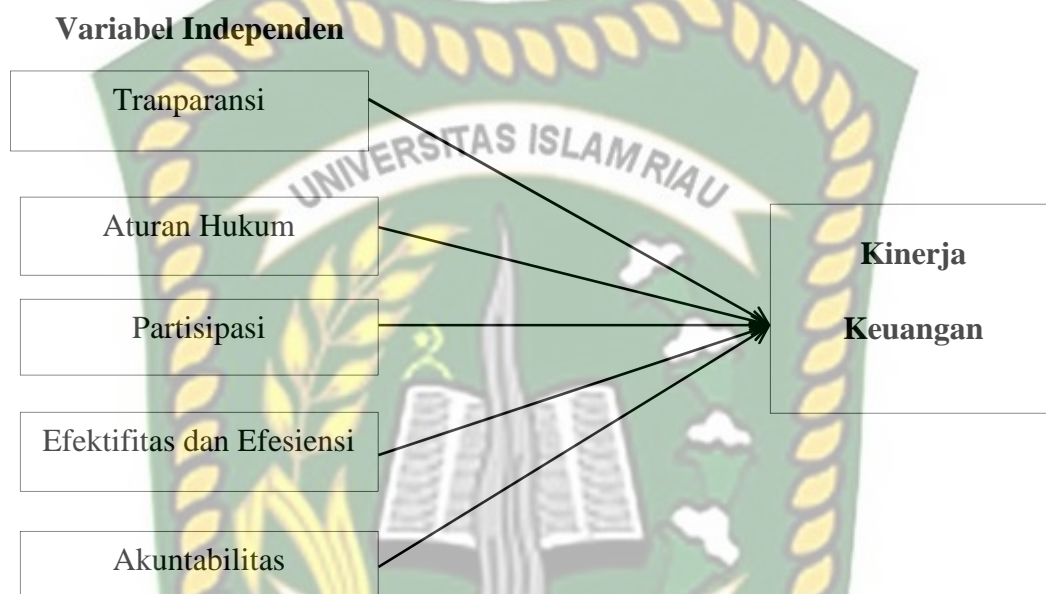 Variabel Independen
Tranparansi
UNIVERSITAS ISLAM RIAU
Aturan Hukum
Kinerja
Keuangan
Partisipasi
Efektifitas dan Efesiensi
Akuntabilitas